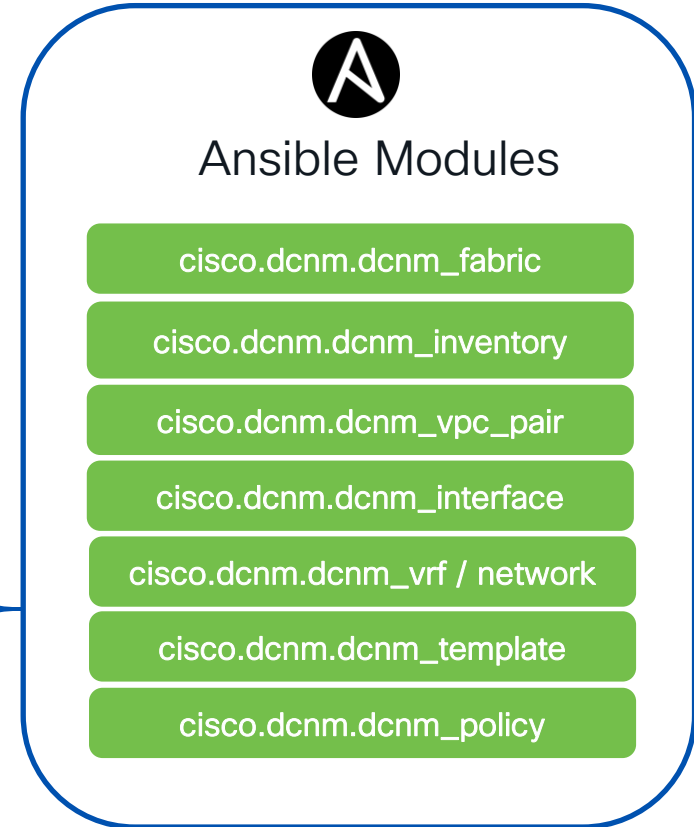 Ansible Modules
cisco.dcnm.dcnm_fabric
cisco.dcnm.dcnm_inventory
cisco.dcnm.dcnm_vpc_pair
cisco.dcnm.dcnm_interface
cisco.dcnm.dcnm_vrf / network
cisco.dcnm.dcnm_template
cisco.dcnm.dcnm_policy